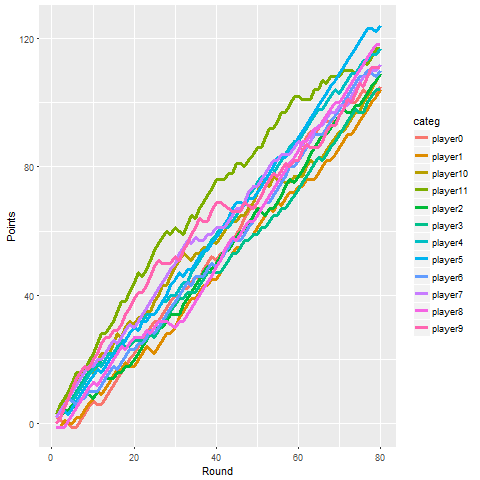 120
80
40
0
Points
0
20
40
60
80
Round
categ
player0
player1
player10
player11
player2
player3
player4
player5
player6
player7
player8
player9